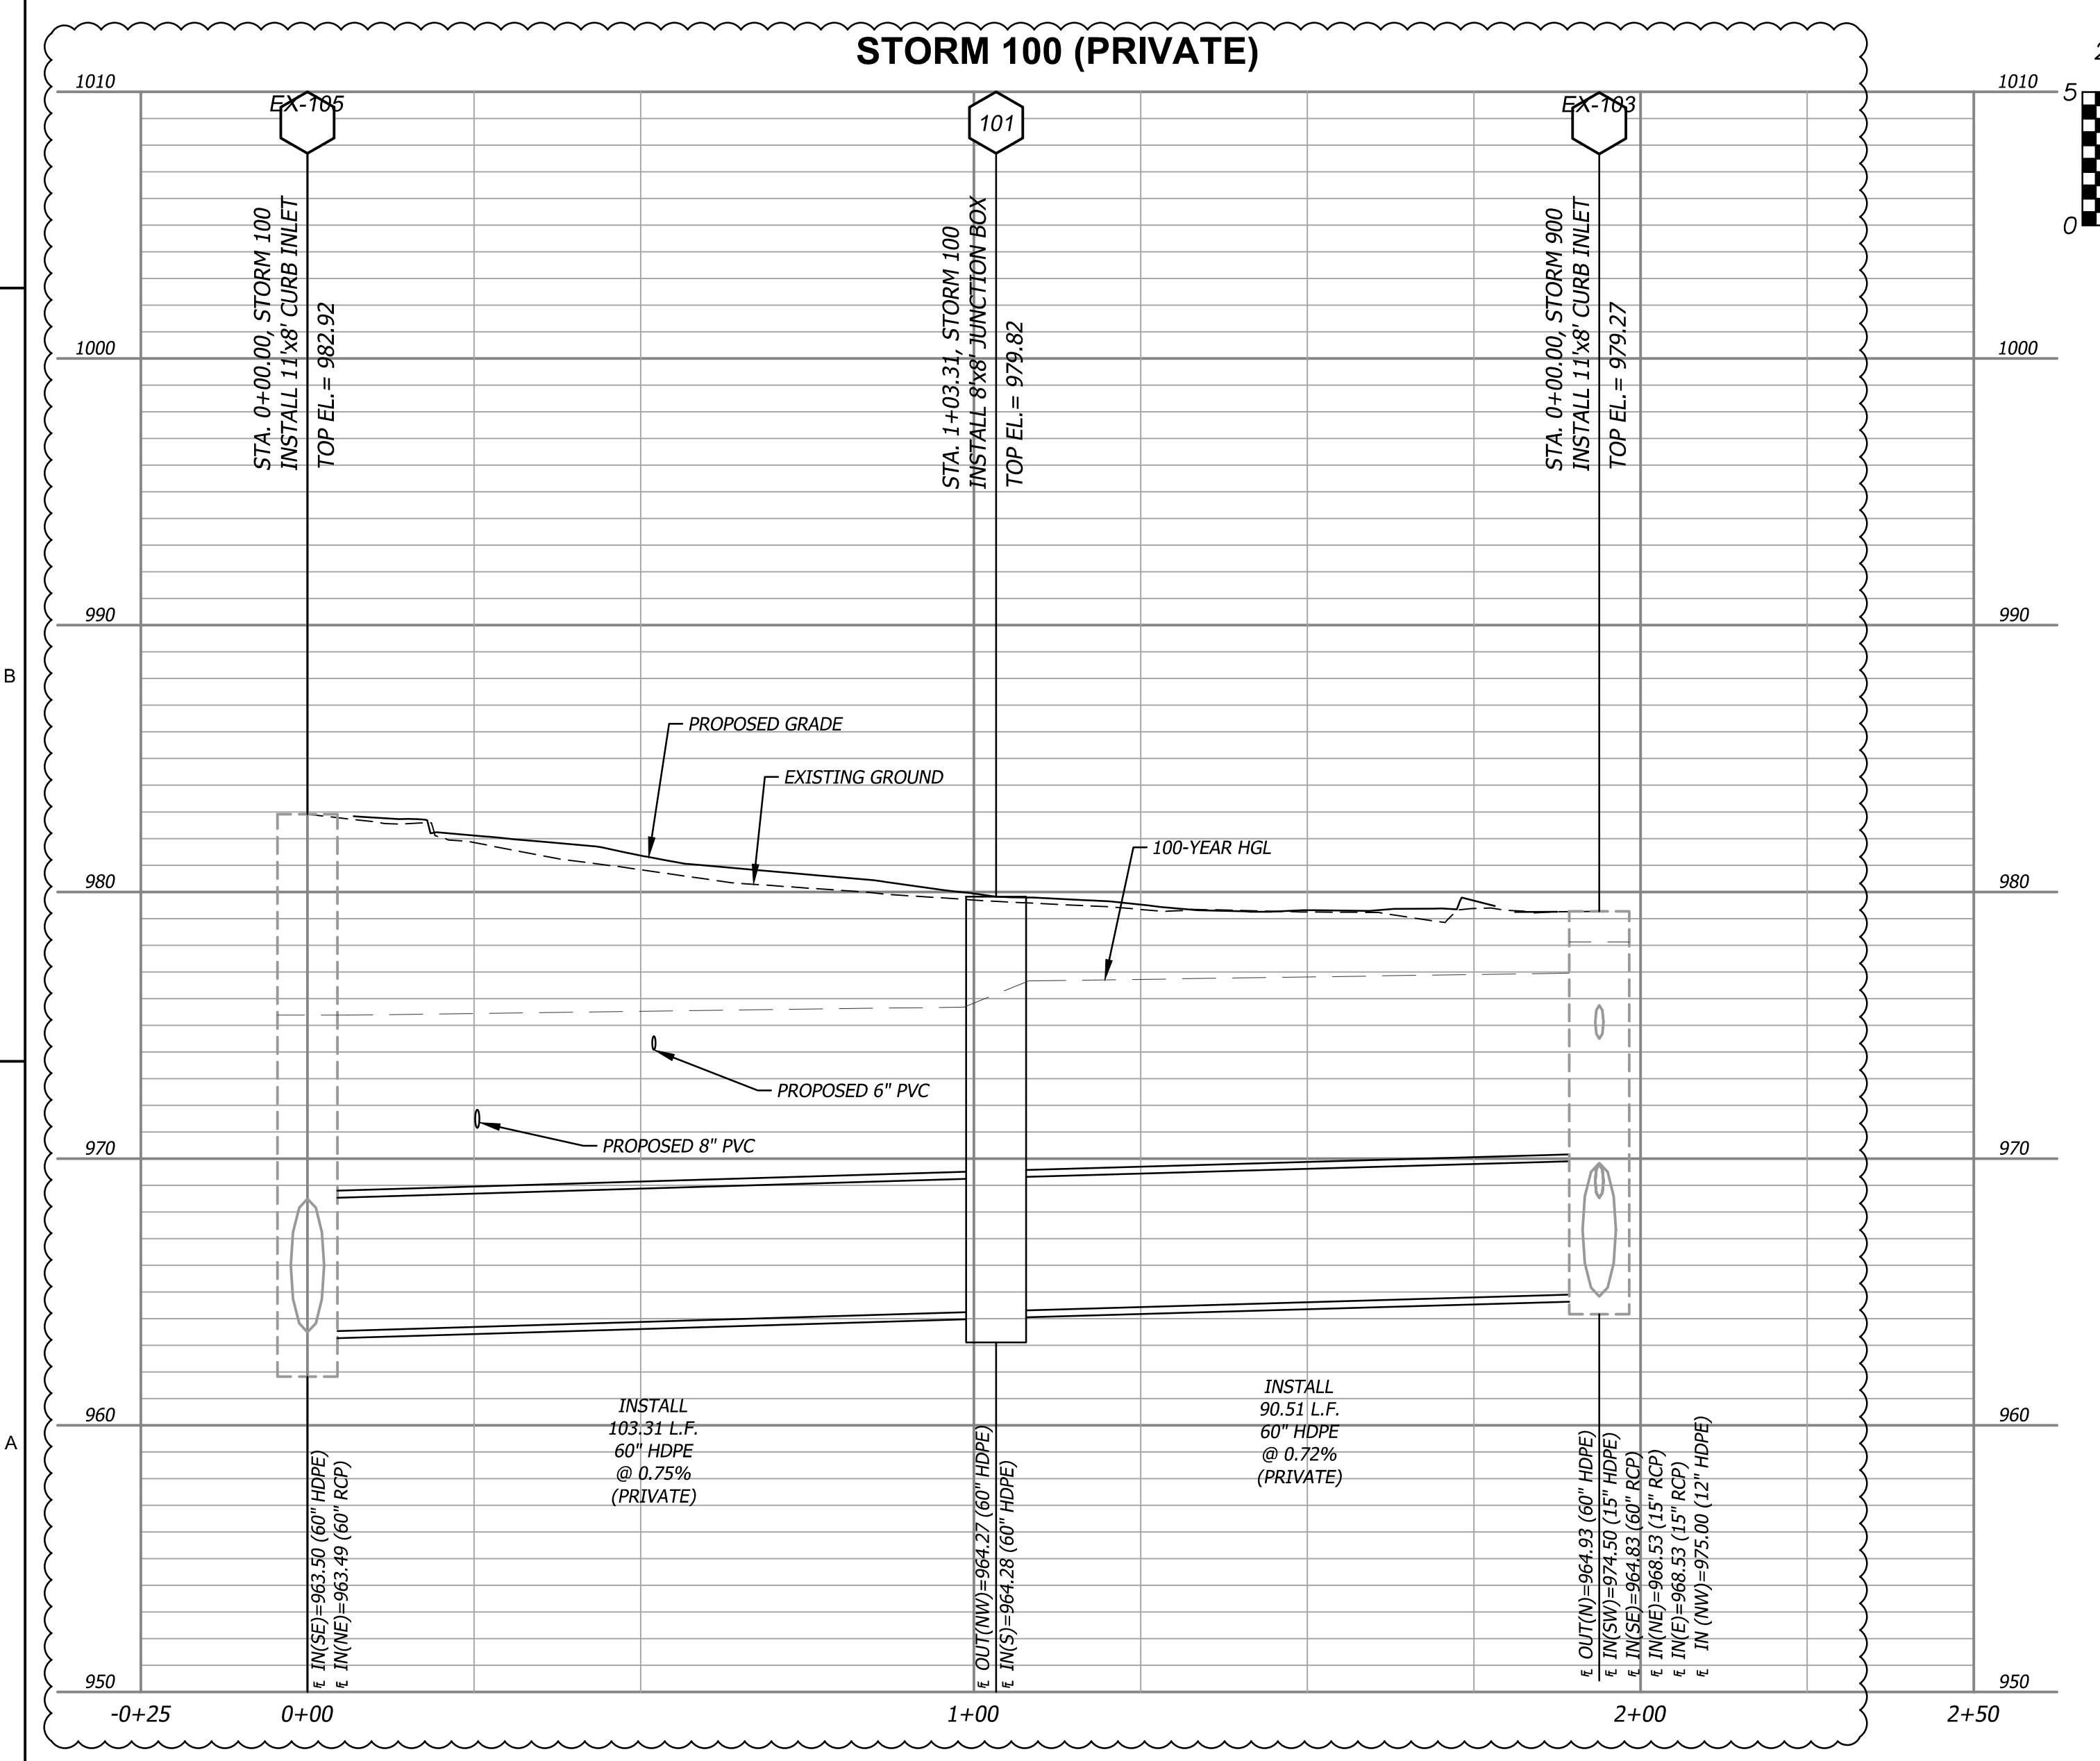 STORM 100 (PRIVATE)
2
1010
1010
5
0
EX-105
101
EX-103
STA. 0+00.00, STORM 100
INSTALL 11'x8' CURB INLET
TOP EL.= 982.92
STA. 1+03.31, STORM 100
INSTALL 8'x8' JUNCTION BOX
TOP EL.= 979.82
STA. 0+00.00, STORM 900
INSTALL 11'x8' CURB INLET
TOP EL.= 979.27
1000
1000
990
990
B
PROPOSED GRADE
EXISTING GROUND
100-YEAR HGL
980
980
PROPOSED 6" PVC
PROPOSED 8" PVC
970
970
960
960
A
INSTALL
103.31 L.F.
60" HDPE
@ 0.75%
(PRIVATE)
INSTALL
90.51 L.F.
60" HDPE
@ 0.72%
(PRIVATE)
℄ IN(SE)=963.50 (60" HDPE)
℄ IN(NE)=963.49 (60" RCP)
℄ OUT(NW)=964.27 (60" HDPE)
℄ IN(S)=964.28 (60" HDPE)
℄ OUT(N)=964.93 (60" HDPE)
℄ IN(SW)=974.50 (15" HDPE)
℄ IN(SE)=964.83 (60" RCP)
℄ IN(NE)=968.53 (15" RCP)
℄ IN(E)=968.53 (15" RCP)
℄ IN (NW)=975.00 (12" HDPE)
950
950
-0+25
0+00
1+00
2+00
2+50